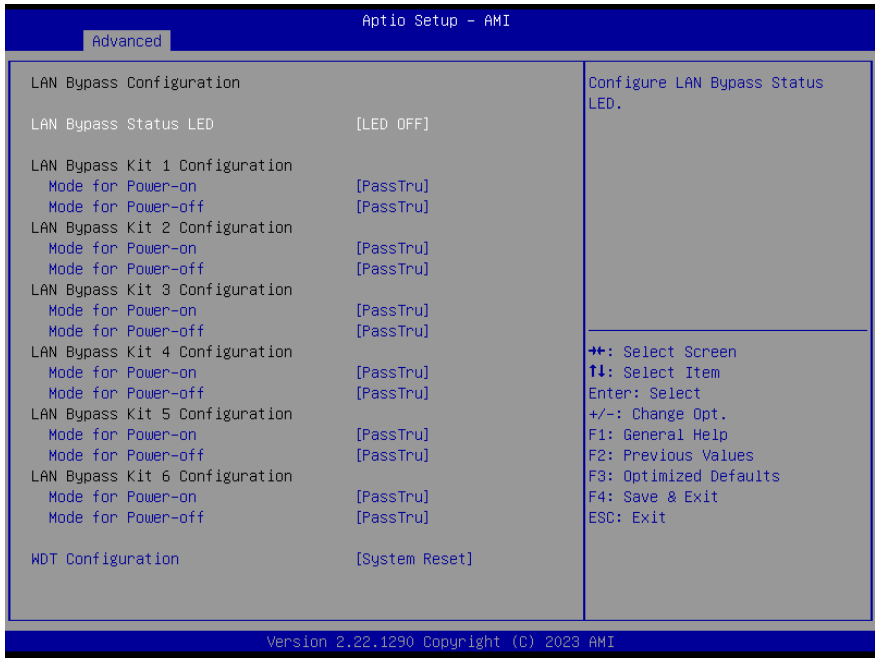 Aptio Setup - AMI
Advanced
LAN Bypass Configuration
LAN Bypass Status LED [LED OFF]
LAN Bypass Kit 1 Configuration
Mode for Power-on [PassTru]
Mode for Power-off [PassTru]
LAN Bypass Kit 2 Configuration
Mode for Power-on [PassTru]
Mode for Power-off [PassTru]
LAN Bypass Kit 3 Configuration
Mode for Power-on [PassTru]
Mode for Power-off [PassTru]
LAN Bypass Kit 4 Configuration
Mode for Power-on [PassTru]
Mode for Power-off [PassTru]
LAN Bypass Kit 5 Configuration
Mode for Power-on [PassTru]
Mode for Power-off [PassTru]
LAN Bypass Kit 6 Configuration
Mode for Power-on [PassTru]
Mode for Power-off [PassTru]
WDT Configuration [System Reset]
Configure LAN Bypass Status
LED.
→←: Select Screen
↑↓: Select Item
Enter: Select
+/-: Change Opt.
F1: General Help
F2: Previous Values
F3: Optimized Defaults
F4: Save & Exit
ESC: Exit
Version 2.22.1290 Copyright (C) 2023 AMI